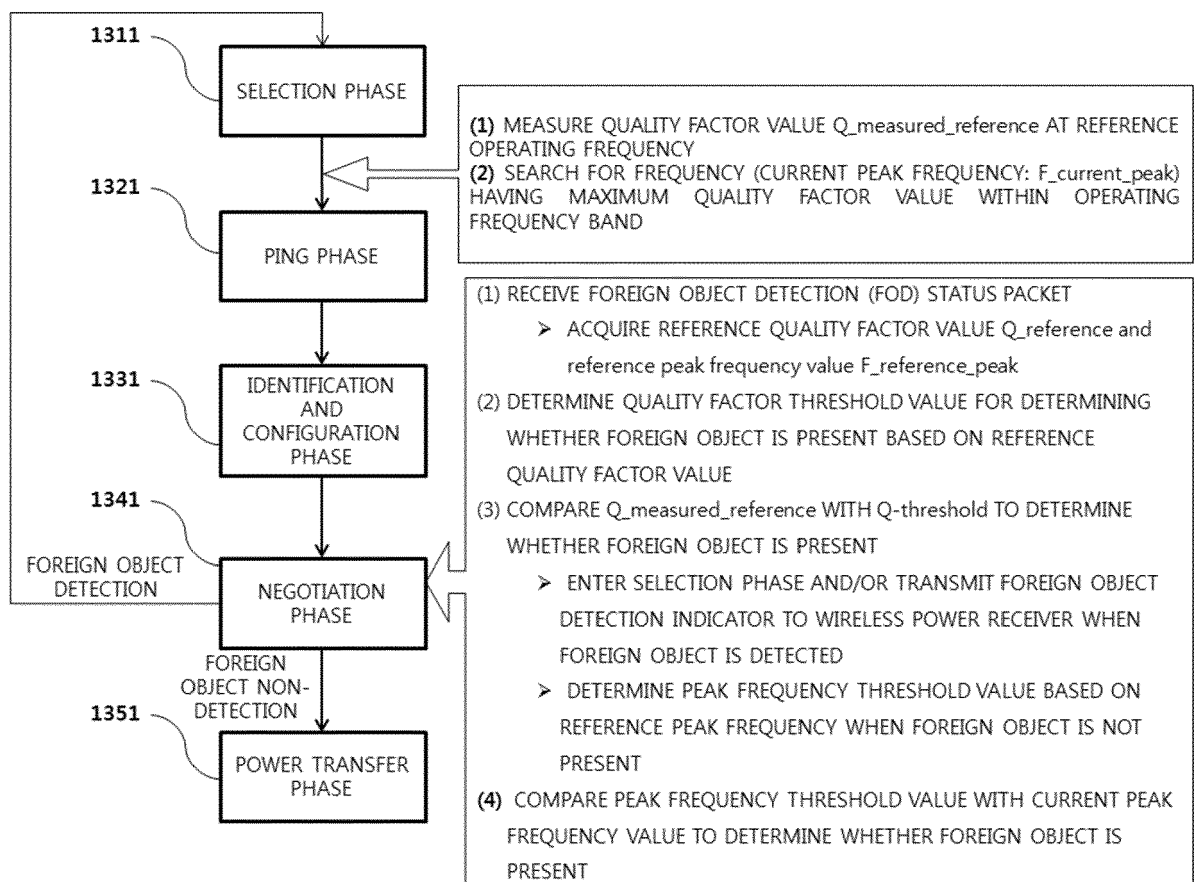 1311
SELECTION PHASE
(1) MEASURE QUALITY FACTOR VALUE Q_measured_reference AT REFERENCE
OPERATING FREQUENCY
(2) SEARCH FOR FREQUENCY (CURRENT PEAK FREQUENCY: F_current_peak)
HAVING MAXIMUM QUALITY FACTOR VALUE WITHIN OPERATING
FREQUENCY BAND
1321
PING PHASE
1331
IDENTIFICATION
AND
CONFIGURATION
PHASE
1341
FOREIGN OBJECT
DETECTION
NEGOTIATION
PHASE
(1) RECEIVE FOREIGN OBJECT DETECTION (FOD) STATUS PACKET
➢ ACQUIRE REFERENCE QUALITY FACTOR VALUE Q_reference and
reference peak frequency value F_reference_peak
(2) DETERMINE QUALITY FACTOR THRESHOLD VALUE FOR DETERMINING
WHETHER FOREIGN OBJECT IS PRESENT BASED ON REFERENCE
QUALITY FACTOR VALUE
(3) COMPARE Q_measured_reference WITH Q-threshold TO DETERMINE
WHETHER FOREIGN OBJECT IS PRESENT
➢ ENTER SELECTION PHASE AND/OR TRANSMIT FOREIGN OBJECT
DETECTION INDICATOR TO WIRELESS POWER RECEIVER WHEN
FOREIGN OBJECT IS DETECTED
➢ DETERMINE PEAK FREQUENCY THRESHOLD VALUE BASED ON
REFERENCE PEAK FREQUENCY WHEN FOREIGN OBJECT IS NOT
PRESENT
(4) COMPARE PEAK FREQUENCY THRESHOLD VALUE WITH CURRENT PEAK
FREQUENCY VALUE TO DETERMINE WHETHER FOREIGN OBJECT IS
PRESENT
FOREIGN
OBJECT NON-
DETECTION
1351
POWER TRANSFER
PHASE